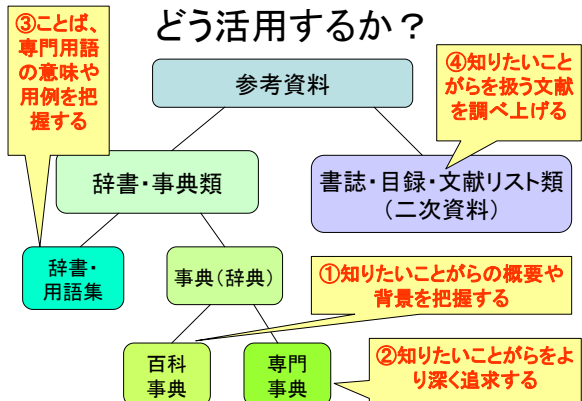 どう活用するか？
③ことば、
専門用語
の意味や
用例を把
握する
参考資料
④知りたいこと
がらを扱う文献
を調べ上げる
辞書・事典類
書誌・目録・文献リスト類
（二次資料）
辞書・
用語集
事典（辞典）
①知りたいことがらの概要や
背景を把握する
百科
事典
専門
事典
②知りたいことがらをよ
り深く追求する